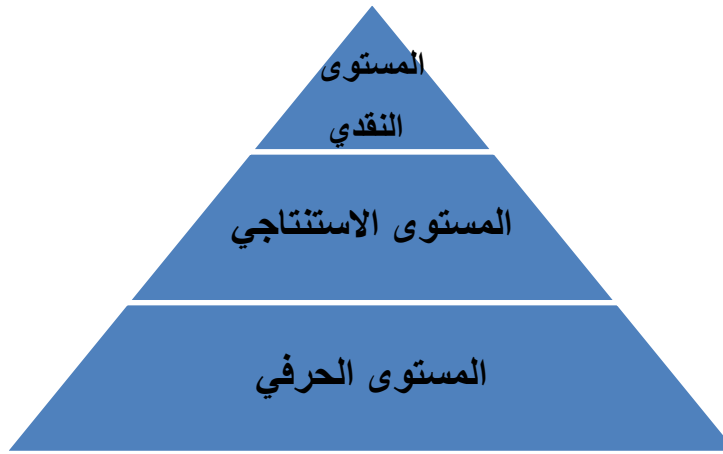 المستوى
النقدي
المستوى الاستنتاجي
المستوى الحرفي